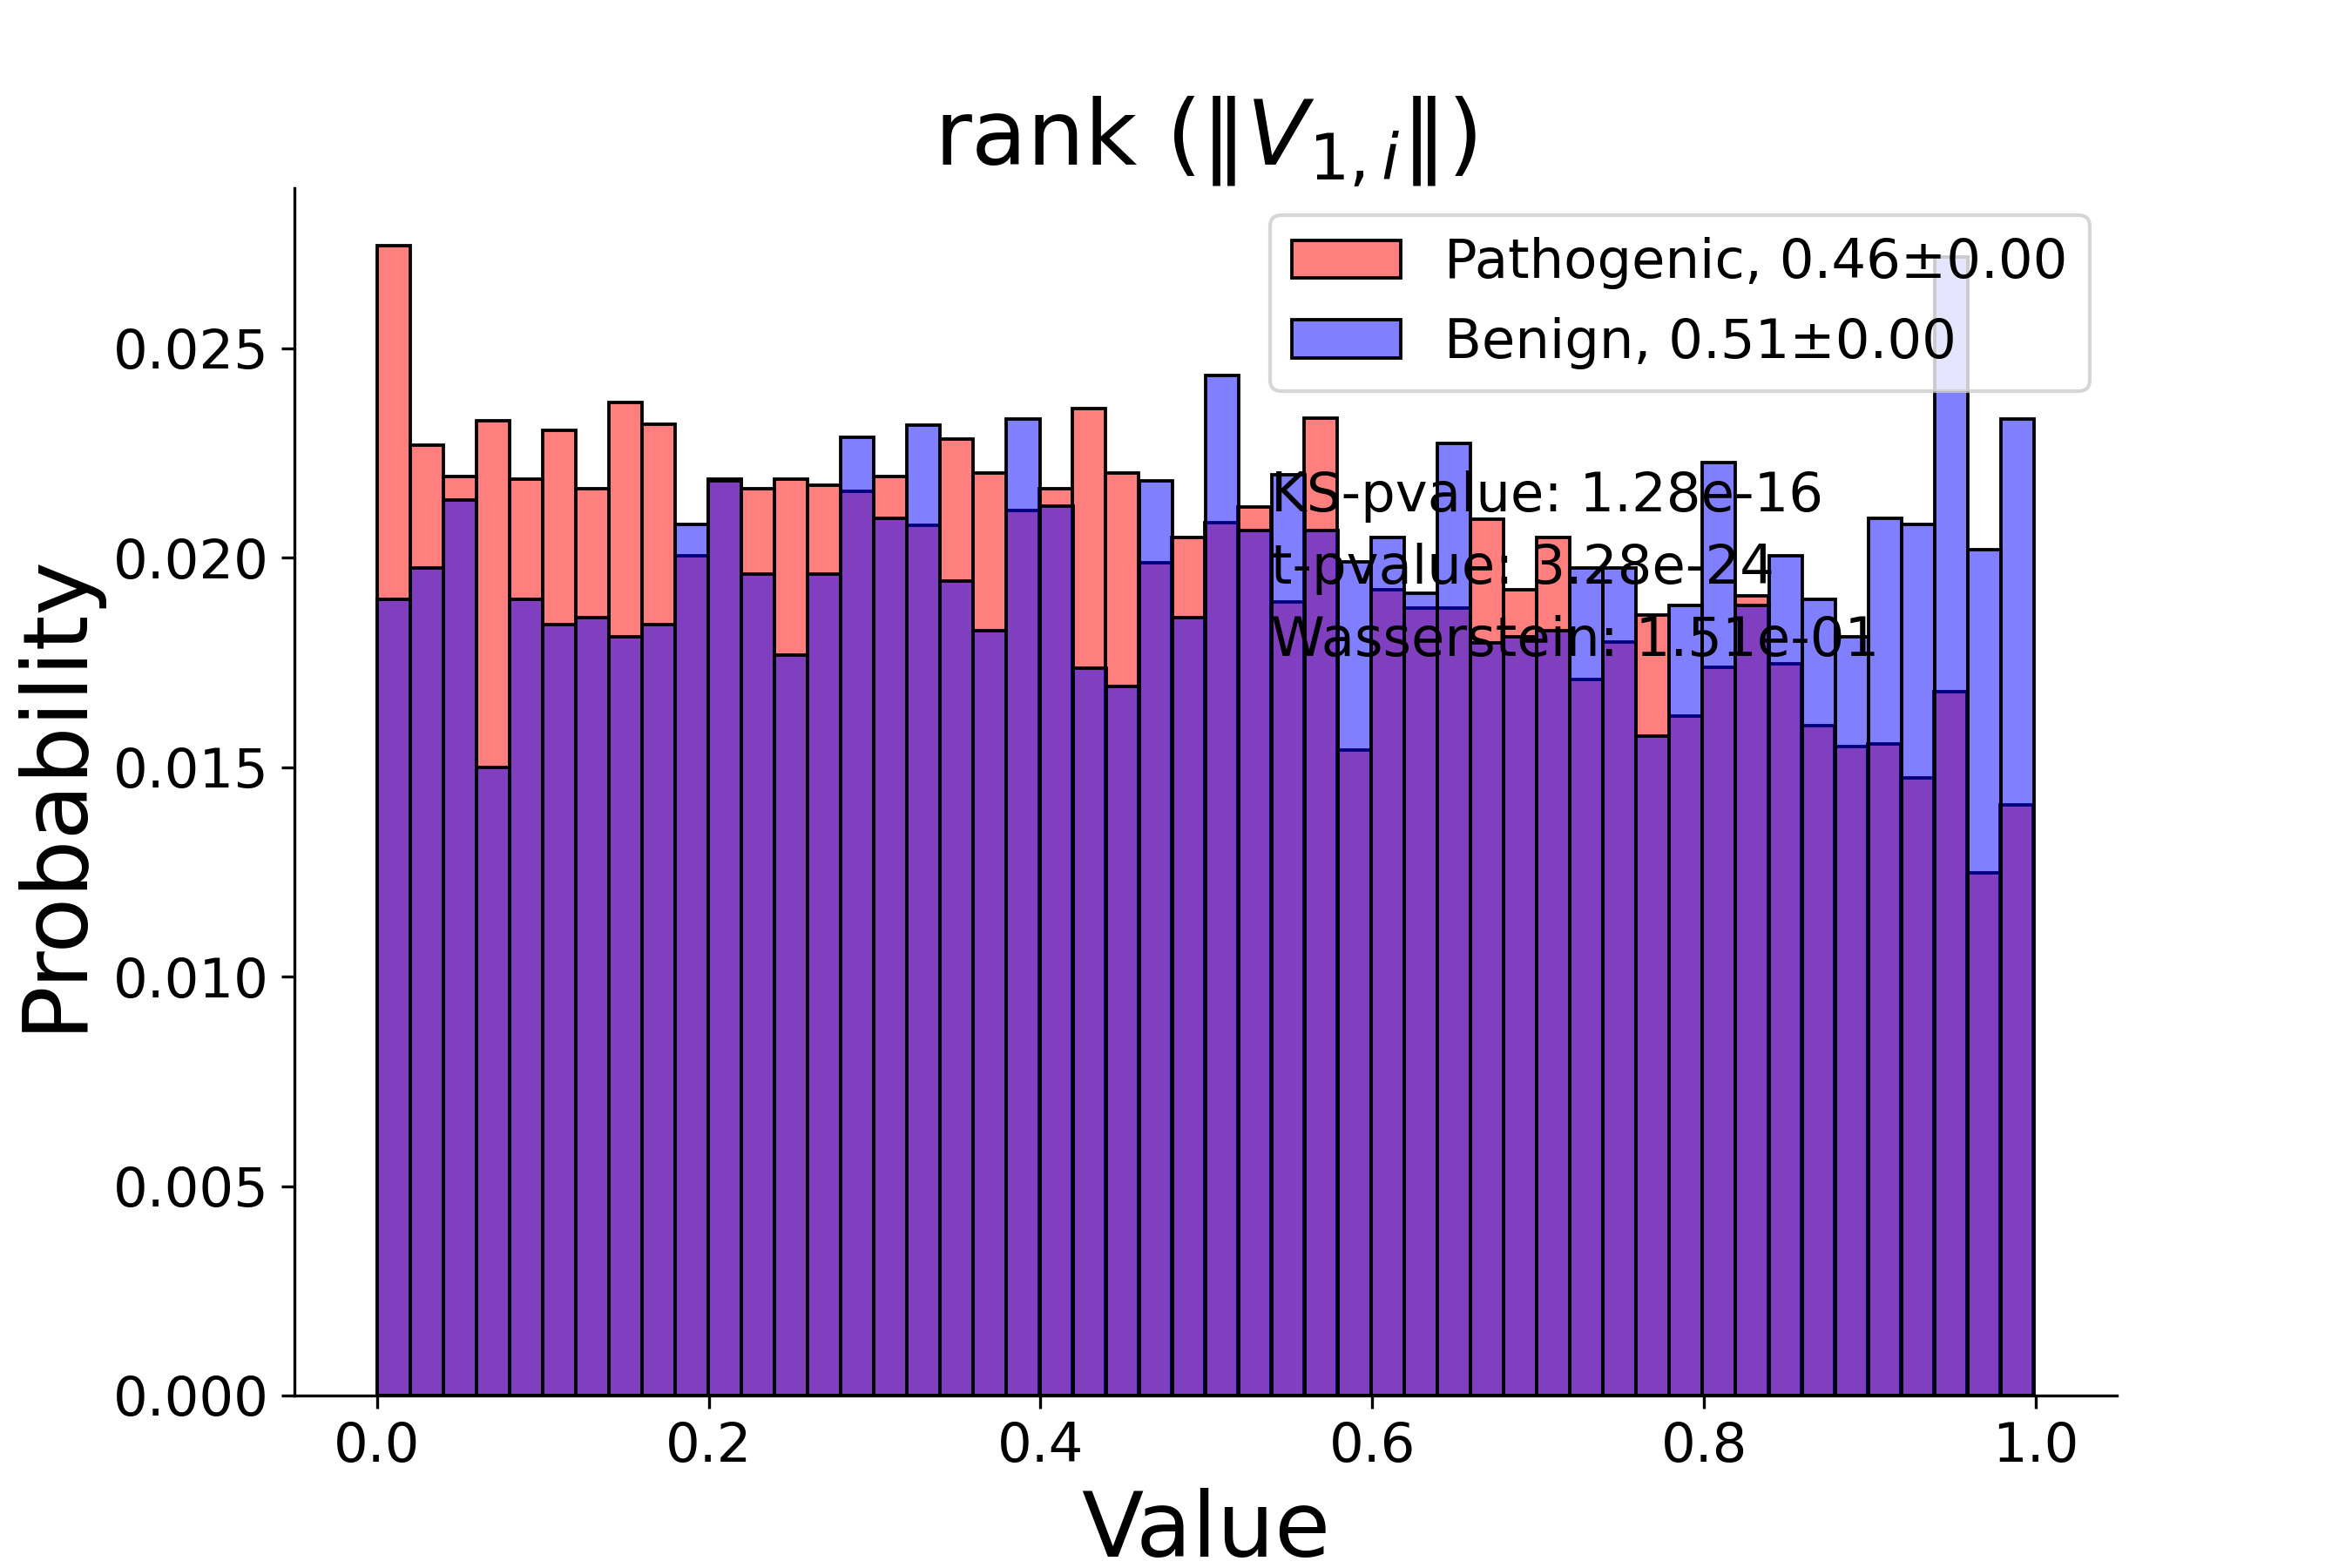 rank (‖V1, i‖)
Pathogenic, 0.46±0.00
Benign, 0.51±0.00
KS-pvalue: 1.28e-16
t-pvalue: 3.28e-24
Wasserstein: 1.51e-01
Probability
0.025
0.020
0.015
0.010
0.005
0.000
0.0 0.2 0.4 0.6 0.8 1.0
Value